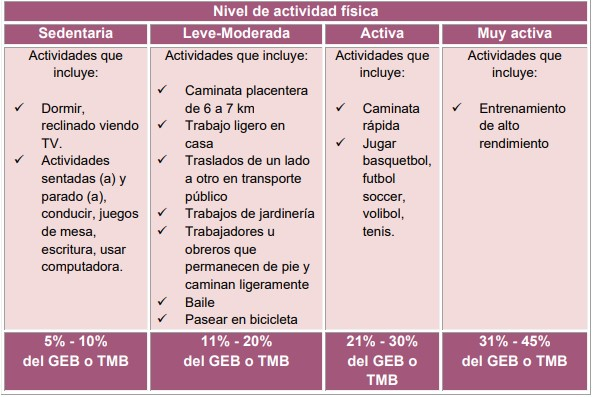 Nivel de actividad física
Sedentaria
Leve-Moderada
Activa
Muy activa
Actividades que
incluye:
✓ Dormir,
reclinado viendo
TV.
✓ Actividades
sentadas (a) y
parado (a),
conducir, juegos
de mesa,
escritura, usar
computadora.
Actividades que incluye:
✓ Caminata placentera
de 6 a 7 km
✓ Trabajo ligero en
casa
✓ Traslados de un lado
a otro en transporte
público
✓ Trabajos de jardinería
✓ Trabajadores u
obreros que
permanecen de pie y
caminan ligeramente
✓ Baile
✓ Pasear en bicicleta
Actividades que
incluye:
✓ Caminata
rápida
✓ Jugar
basquetbol,
futbol
soccer,
volibol,
tenis.
Actividades que
incluye:
✓ Entrenamiento
de alto
rendimiento
5% - 10%
del GEB o TMB
11% - 20%
del GEB o TMB
21% - 30%
del GEB o
TMB
31% - 45%
del GEB o TMB